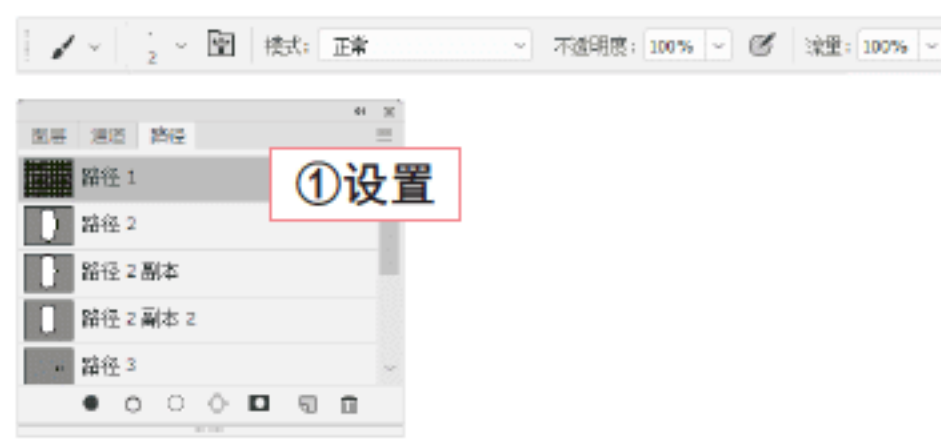 2 模式: 正常 不透明度: 100% 流量: 100%
图层 通道 路径
路径 1
①设置
路径 2
路径 2 副本
路径 2 副本 2
路径 3